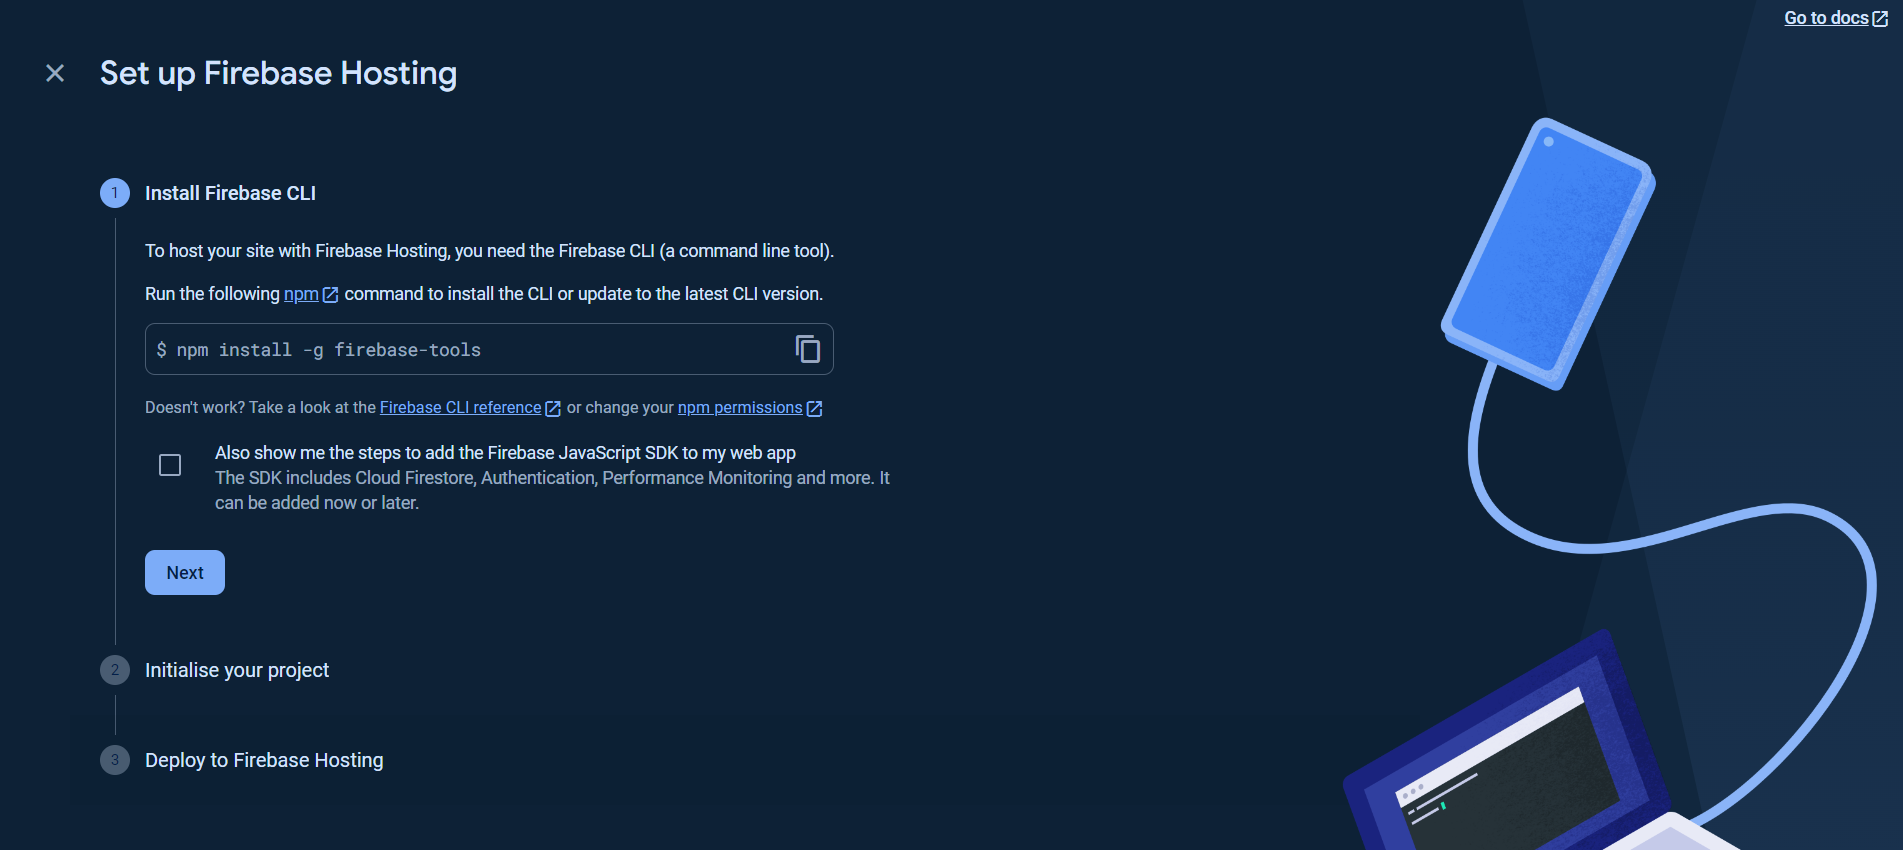 Go to docs
Set up Firebase Hosting
1 Install Firebase CLI
To host your site with Firebase Hosting, you need the Firebase CLI (a command line tool).
Run the following npm command to install the CLI or update to the latest CLI version.
$ npm install -g firebase-tools
Doesn't work? Take a look at the Firebase CLI reference or change your npm permissions
Also show me the steps to add the Firebase JavaScript SDK to my web app
The SDK includes Cloud Firestore, Authentication, Performance Monitoring and more. It
can be added now or later.
Next
2 Initialise your project
3 Deploy to Firebase Hosting